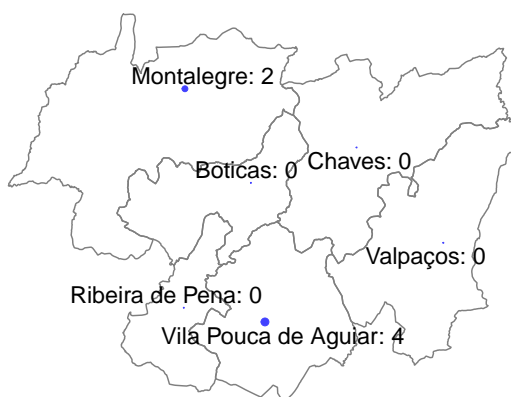 Montalegre: 2
Boticas: 0
Chaves: 0
Valpaços: 0
Ribeira de Pena: 0
Vila Pouca de Aguiar: 4